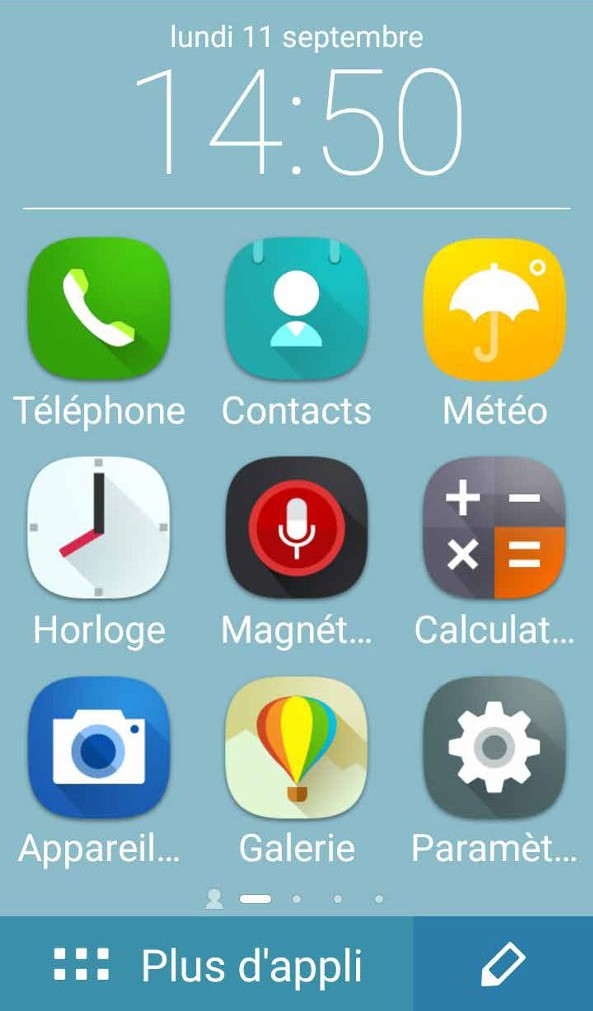 lundi 11 septembre
14:50
Téléphone Contacts Météo
Horloge Magnét... Calculat...
Appareil... Galerie Paramèt...
Plus d'appli